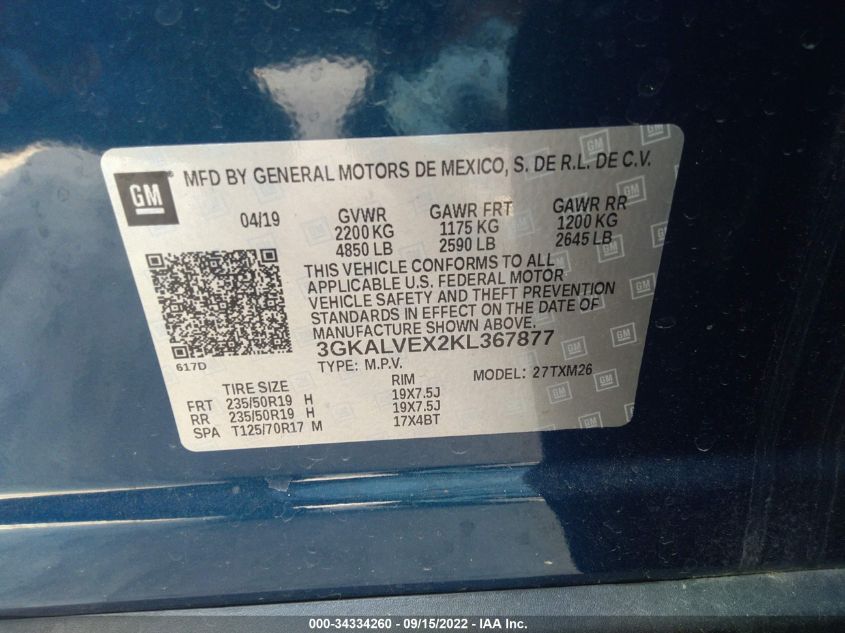 GM
MFD BY GENERAL MOTORS DE MEXICO, S. DE R.L. DE C.V.
04/19 GVWR GAWR FRT GAWR RR
2200 KG 1175 KG 1200 KG
4850 LB 2590 LB 2645 LB
THIS VEHICLE CONFORMS TO ALL
APPLICABLE U.S. FEDERAL MOTOR
VEHICLE SAFETY AND THEFT PREVENTION
STANDARDS IN EFFECT ON THE DATE OF
MANUFACTURE SHOWN ABOVE.
617D
3GKALVEX2KL367877
TYPE: M.P.V. MODEL: 27TXM26
TIRE SIZE RIM
FRT 235/50R19 H 19X7.5J
RR 235/50R19 H 19X7.5J
SPA T125/70R17 M 17X4BT
000-34334260 - 09/15/2022 - IAA Inc.